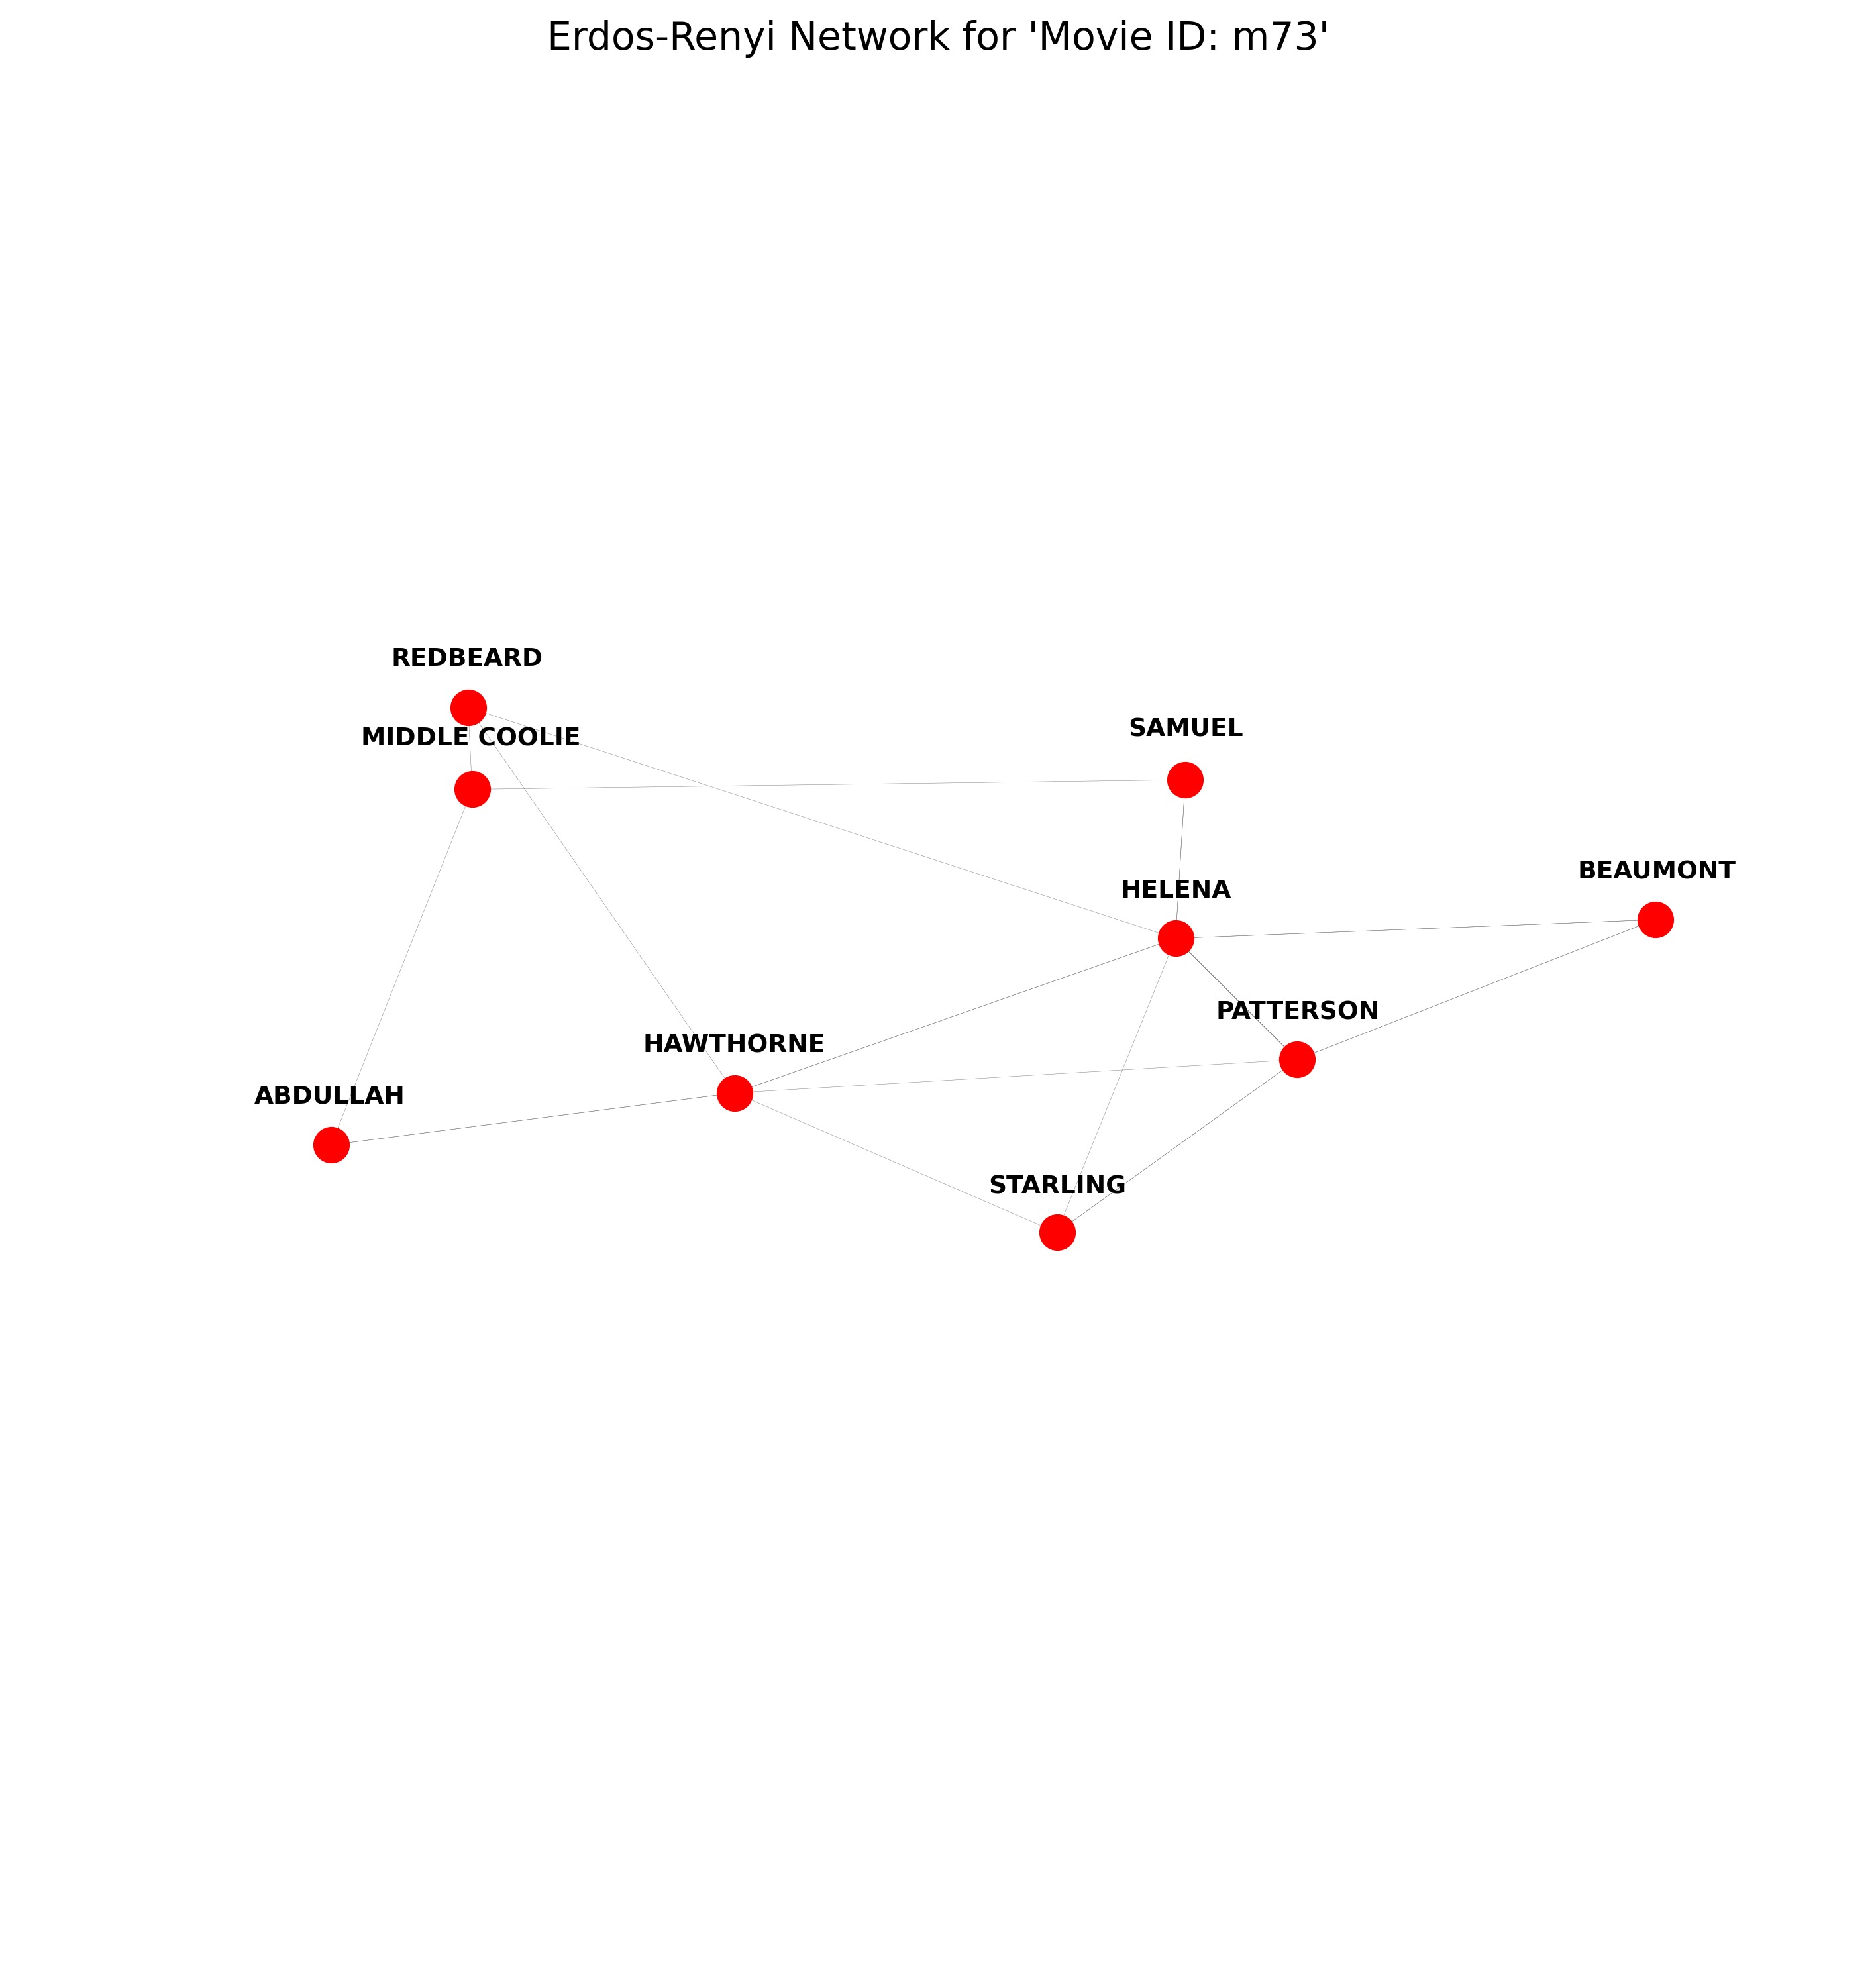 Erdos-Renyi Network for 'Movie ID: m73'
REDBEARD
MIDDLE COOLIE
SAMUEL
BEAUMONT
HELENA
PATTERSON
HAWTHORNE
ABDULLAH
STARLING